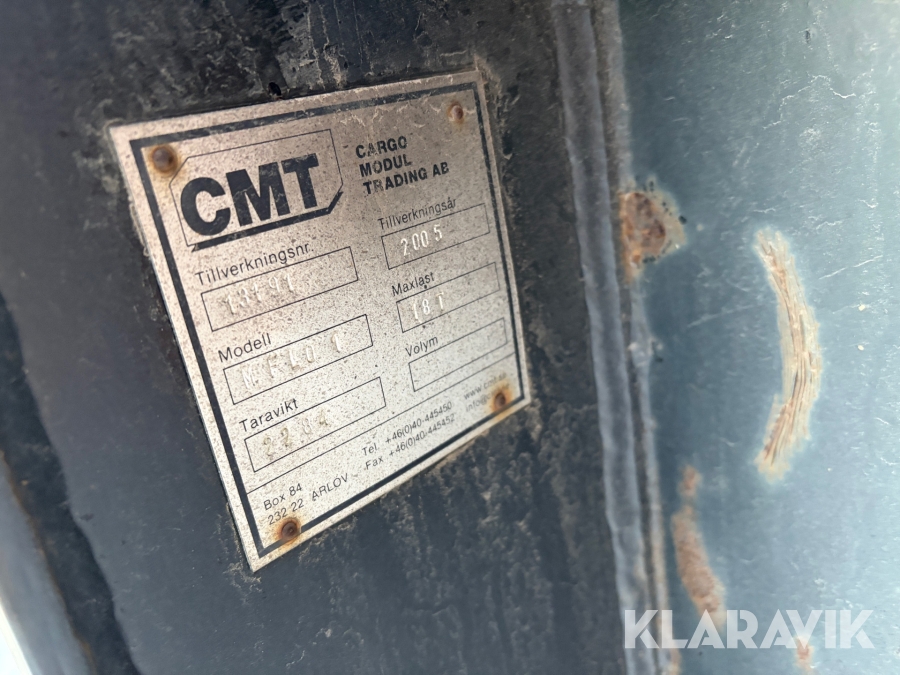 CMT
CARGO
MODUL
TRADING AB
Tillverkningsnr.
Tillverkningsår
2005
Modell
Maxlast
18 T
Taravikt
Volym
Box 84
232 22 ARLÖV
Tel. +46(0)40-445450
Fax +46(0)40-445452
KLARAVIK